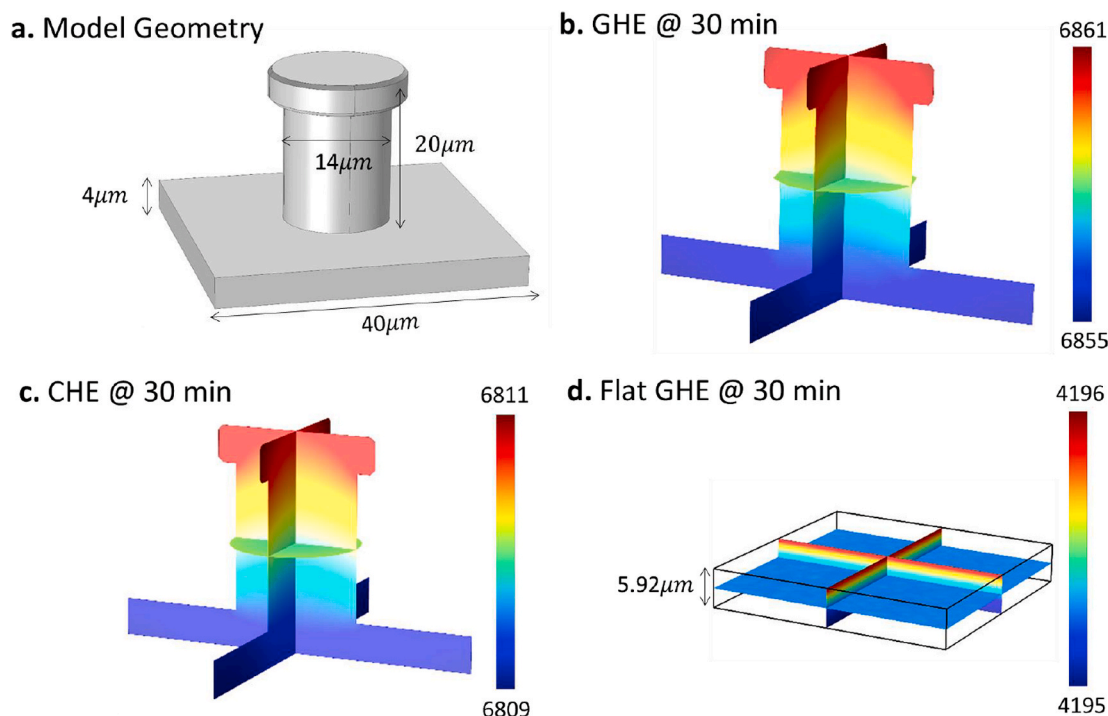 a. Model Geometry
4μm
14μm
20μm
40μm
b. GHE @ 30 min
6861
6855
c. CHE @ 30 min
6811
6809
d. Flat GHE @ 30 min
4196
5.92μm
4195